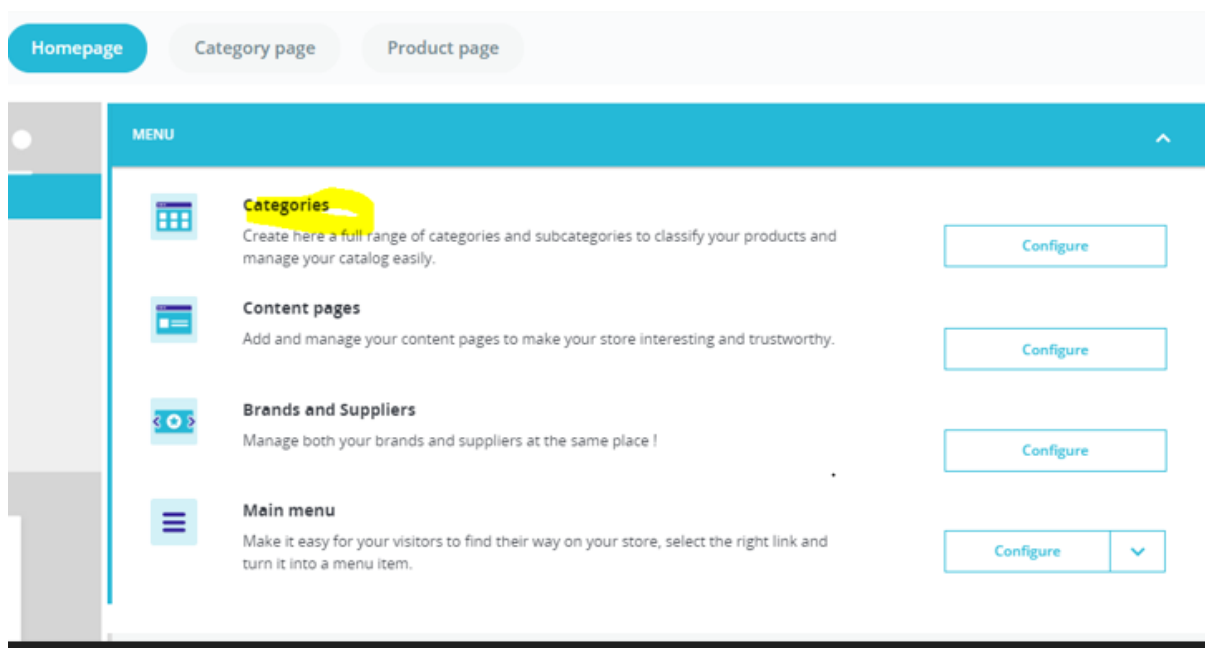 Homepage Category page Product page
MENU
Categories
Create here a full range of categories and subcategories to classify your products and
manage your catalog easily.
Configure
Content pages
Add and manage your content pages to make your store interesting and trustworthy.
Configure
Brands and Suppliers
Manage both your brands and suppliers at the same place !
Configure
Main menu
Make it easy for your visitors to find their way on your store, select the right link and
turn it into a menu item.
Configure